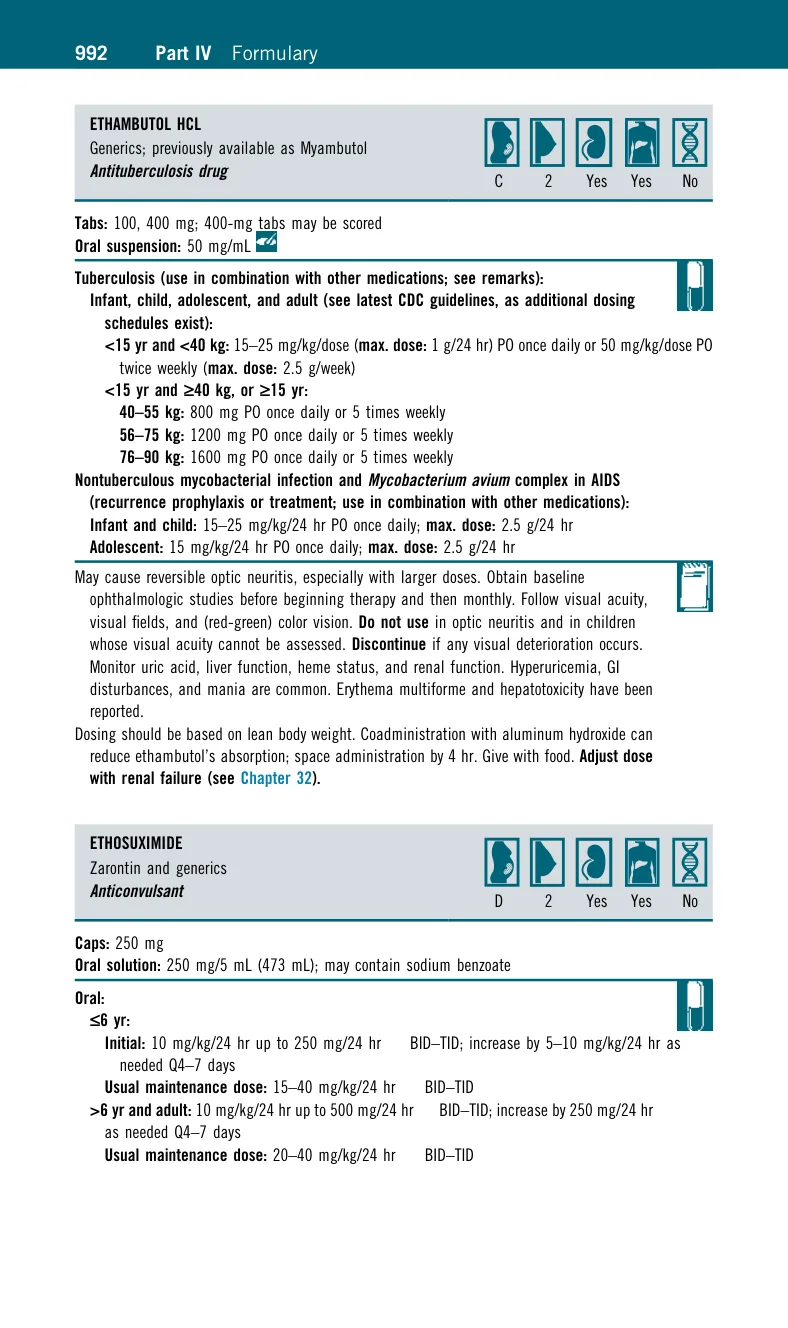 992 Part IV Formulary
ETHAMBUTOL HCL
Generics; previously available as Myambutol
Antituberculosis drug
C 2 Yes Yes No
Tabs: 100, 400 mg; 400-mg tabs may be scored
Oral suspension: 50 mg/mL
Tuberculosis (use in combination with other medications; see remarks):
Infant, child, adolescent, and adult (see latest CDC guidelines, as additional dosing
schedules exist):
<15 yr and <40 kg: 15–25 mg/kg/dose (max. dose: 1 g/24 hr) PO once daily or 50 mg/kg/dose PO
twice weekly (max. dose: 2.5 g/week)
<15 yr and ≥40 kg, or ≥15 yr:
40–55 kg: 800 mg PO once daily or 5 times weekly
56–75 kg: 1200 mg PO once daily or 5 times weekly
76–90 kg: 1600 mg PO once daily or 5 times weekly
Nontuberculous mycobacterial infection and Mycobacterium avium complex in AIDS
(recurrence prophylaxis or treatment; use in combination with other medications):
Infant and child: 15–25 mg/kg/24 hr PO once daily; max. dose: 2.5 g/24 hr
Adolescent: 15 mg/kg/24 hr PO once daily; max. dose: 2.5 g/24 hr
May cause reversible optic neuritis, especially with larger doses. Obtain baseline
ophthalmologic studies before beginning therapy and then monthly. Follow visual acuity,
visual fields, and (red-green) color vision. Do not use in optic neuritis and in children
whose visual acuity cannot be assessed. Discontinue if any visual deterioration occurs.
Monitor uric acid, liver function, heme status, and renal function. Hyperuricemia, GI
disturbances, and mania are common. Erythema multiforme and hepatotoxicity have been
reported.
Dosing should be based on lean body weight. Coadministration with aluminum hydroxide can
reduce ethambutol's absorption; space administration by 4 hr. Give with food. Adjust dose
with renal failure (see Chapter 32).
ETHOSUXIMIDE
Zarontin and generics
Anticonvulsant
D 2 Yes Yes No
Caps: 250 mg
Oral solution: 250 mg/5 mL (473 mL); may contain sodium benzoate
Oral:
≤6 yr:
Initial: 10 mg/kg/24 hr up to 250 mg/24 hr BID–TID; increase by 5–10 mg/kg/24 hr as
needed Q4–7 days
Usual maintenance dose: 15–40 mg/kg/24 hr BID–TID
>6 yr and adult: 10 mg/kg/24 hr up to 500 mg/24 hr BID–TID; increase by 250 mg/24 hr
as needed Q4–7 days
Usual maintenance dose: 20–40 mg/kg/24 hr BID–TID